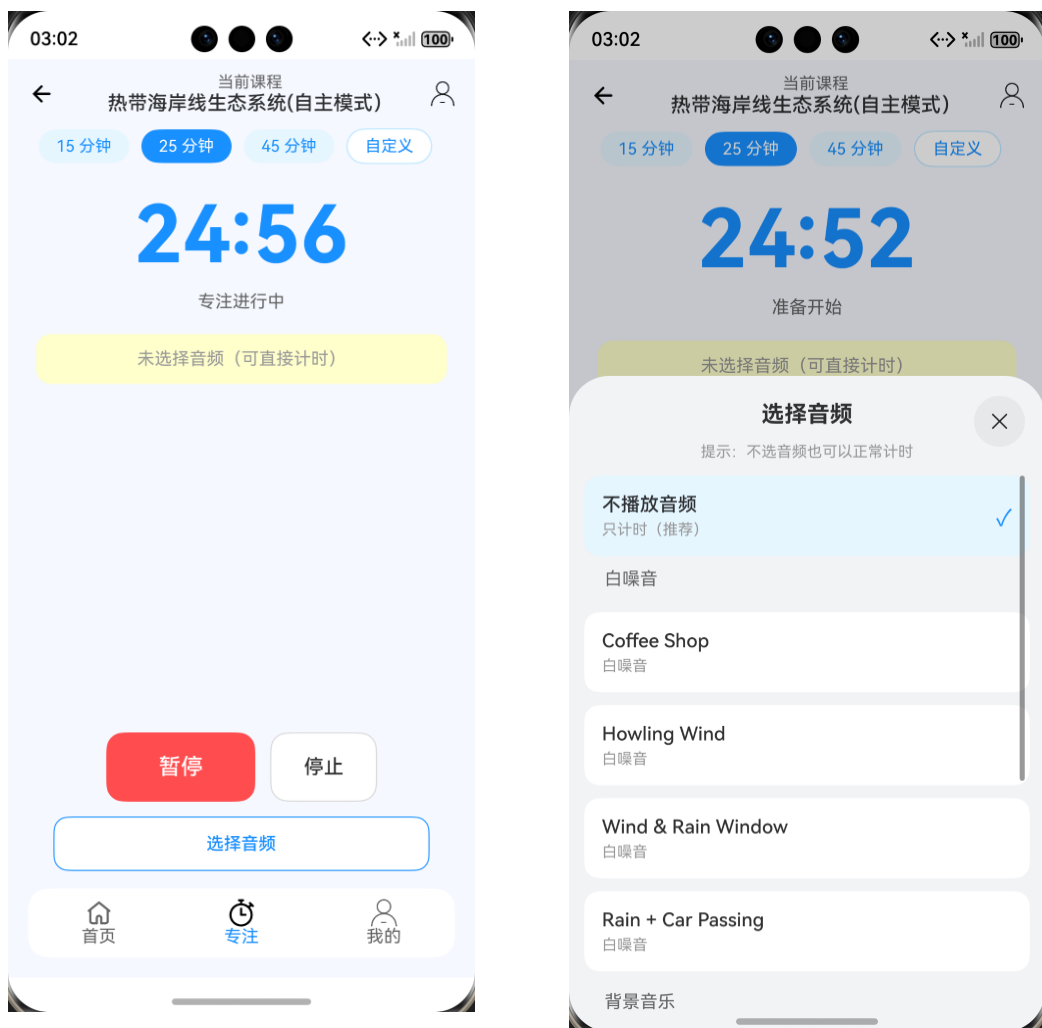 03:02
100
当前课程
热带海岸线生态系统(自主模式)
15 分钟
25 分钟
45 分钟
自定义
24:56
专注进行中
未选择音频（可直接计时）
暂停
停止
选择音频
首页
专注
我的
03:02
100
当前课程
热带海岸线生态系统(自主模式)
15 分钟
25 分钟
45 分钟
自定义
24:52
准备开始
未选择音频（可直接计时）
选择音频
提示：不选音频也可以正常计时
不播放音频
只计时（推荐）
白噪音
Coffee Shop
白噪音
Howling Wind
白噪音
Wind & Rain Window
白噪音
Rain + Car Passing
白噪音
背景音乐